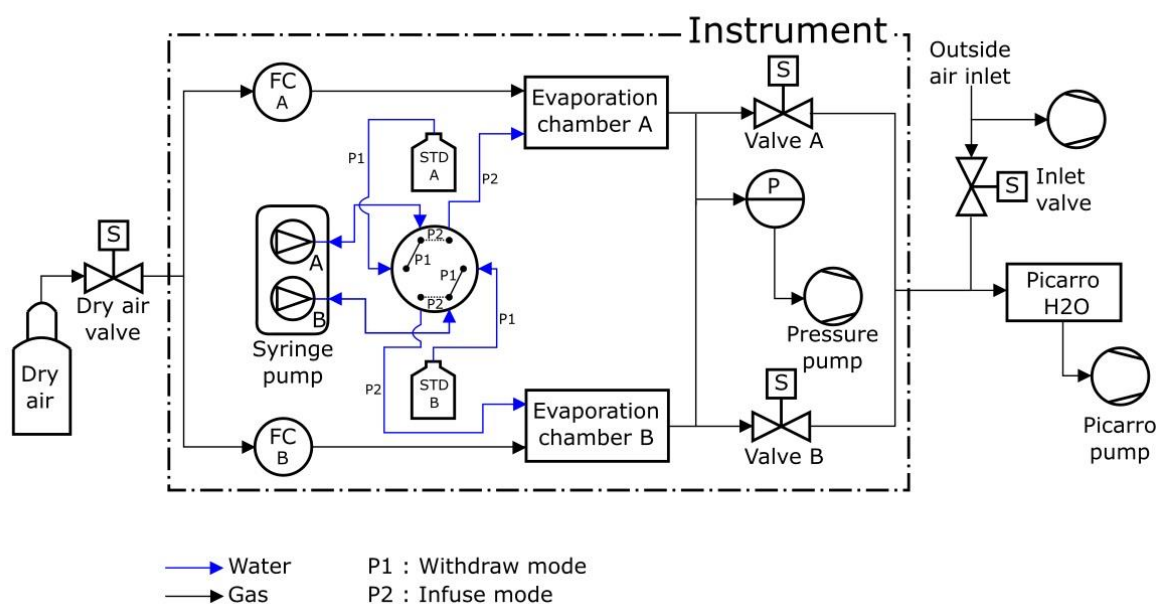 Instrument
Outside
air inlet
S
FC
A
Evaporation
chamber A
Valve A
P1
STD
A
P2
P
S
Inlet
valve
S
Dry air
valve
A
B
Syringe
pump
P2
P1
P1
P2
P1
Pressure
pump
Picarro
H2O
Dry
air
P2
STD
B
S
Evaporation
chamber B
Valve B
FC
B
Picarro
pump
Water
P1 : Withdraw mode
Gas
P2 : Infuse mode